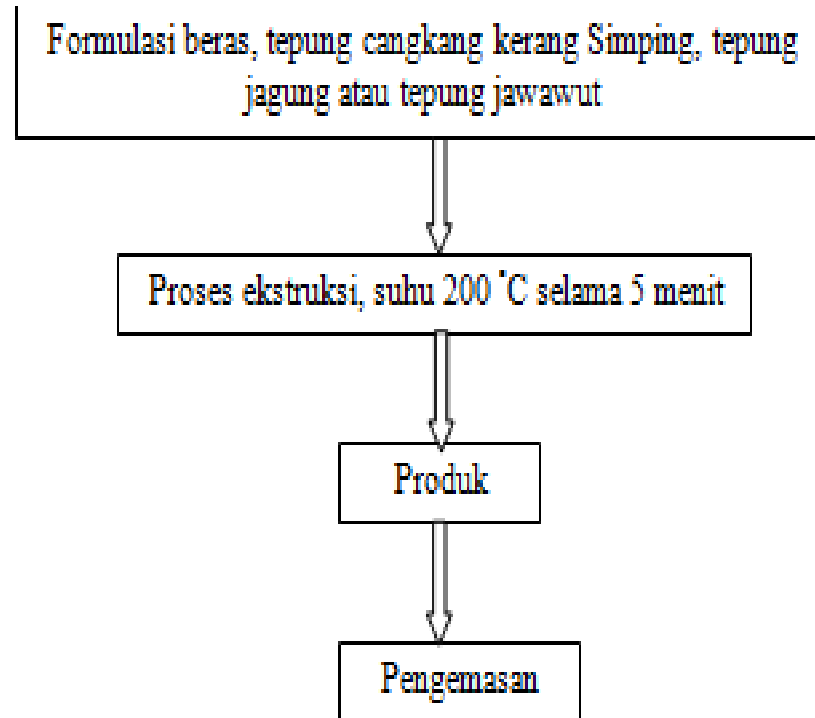 Formulasi beras, tepung cangkang kerang Simping, tepung
jagung atau tepung jawawut
Proses ekstruksi, suhu 200 °C selama 5 menit
Produk
Pengemasan